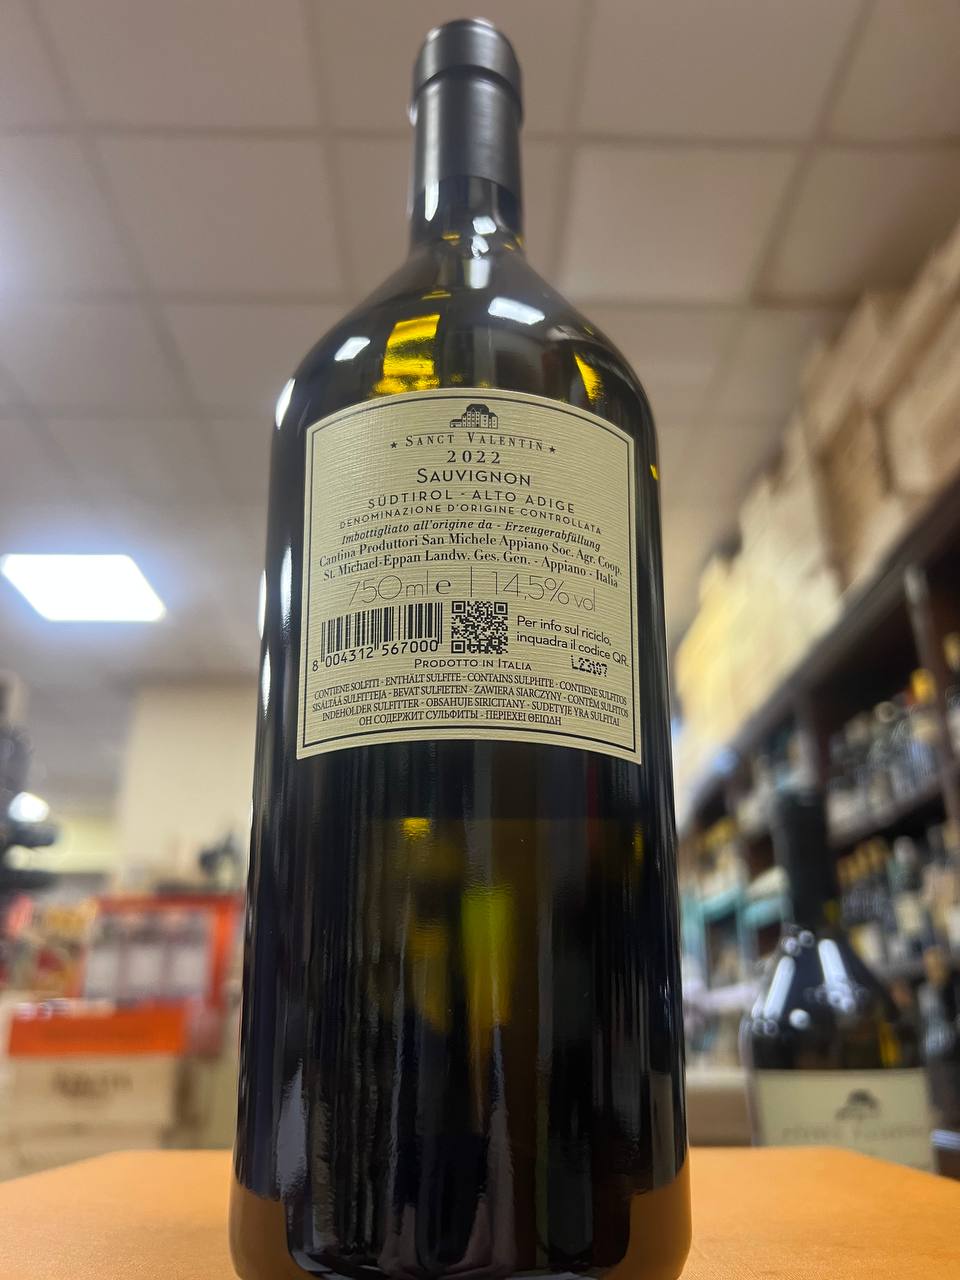 ★ SANCT VALENTIN ★
2022
SAUVIGNON
SÜDTIROL - ALTO ADIGE
DENOMINAZIONE D'ORIGINE CONTROLLATA
Imbottigliato all'origine da - Erzeugerabfüllung
Cantina Produttori San Michele Appiano Soc. Agr. Coop.
St. Michael-Eppan Landw. Ges. Gen. - Appiano - Italia
750ml e | 14,5% vol
Per info sul riciclo,
inquadra il codice QR.
8 004312 567000
L23107
PRODOTTO IN ITALIA
CONTIENE SOLFITI - ENTHÄLT SULFITE - CONTAINS SULPHITE - CONTIENE SULFITOS
SISÄLTÄÄ SULFITTEJA - BEVAT SULFIETEN - ZAWIERA SIARCZYNY - CONTÉM SULFITOS
INDEHOLDER SULFITTER - OBSAHUJE SIRICITANY - SUDETYJE YRA SULFITAI
ОН СОДЕРЖИТ СУЛЬФИТЫ - ΠΕΡΙΕΧΕΙ ΘΕΙΩΔΗ